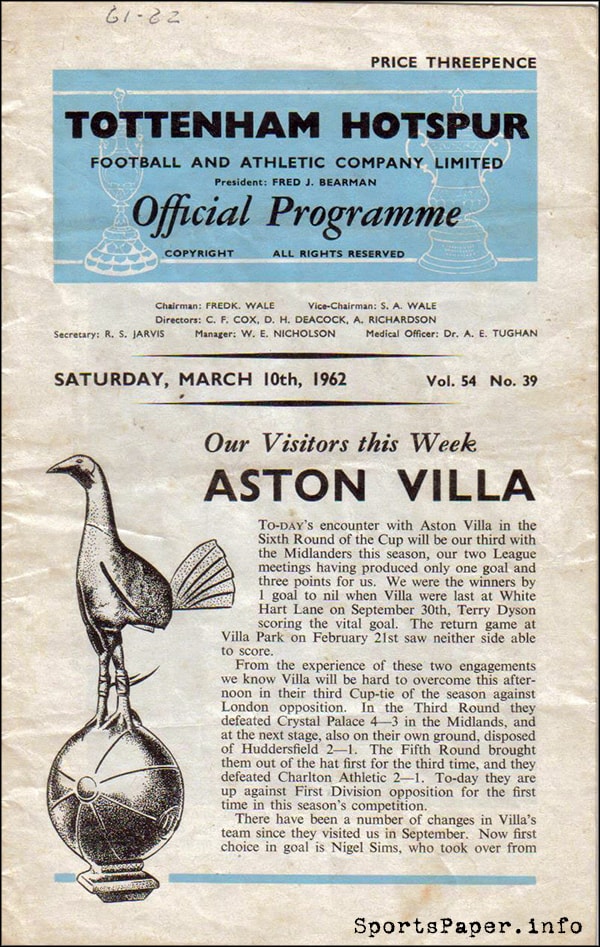 61-62
PRICE THREEPENCE
TOTTENHAM HOTSPUR
FOOTBALL AND ATHLETIC COMPANY LIMITED
President: FRED J. BEARMAN
Official Programme
COPYRIGHT ALL RIGHTS RESERVED
Chairman: FREDK. WALE Vice-Chairman: S. A. WALE
Directors: C. F. COX, D. H. DEACOCK, A. RICHARDSON
Secretary: R. S. JARVIS Manager: W. E. NICHOLSON Medical Officer: Dr. A. E. TUGHAN
SATURDAY, MARCH 10th, 1962 Vol. 54 No. 39
Our Visitors this Week
ASTON VILLA
TO-DAY'S encounter with Aston Villa in the
Sixth Round of the Cup will be our third with
the Midlanders this season, our two League
meetings having produced only one goal and
three points for us. We were the winners by
1 goal to nil when Villa were last at White
Hart Lane on September 30th, Terry Dyson
scoring the vital goal. The return game at
Villa Park on February 21st saw neither side able
to score.
From the experience of these two engagements
we know Villa will be hard to overcome this after-
noon in their third Cup-tie of the season against
London opposition. In the Third Round they
defeated Crystal Palace 4—3 in the Midlands, and
at the next stage, also on their own ground, disposed
of Huddersfield 2—1. The Fifth Round brought
them out of the hat first for the third time, and they
defeated Charlton Athletic 2—1. To-day they are
up against First Division opposition for the first
time in this season's competition.
There have been a number of changes in Villa's
team since they visited us in September. Now first
choice in goal is Nigel Sims, who took over from
SportsPaper.info